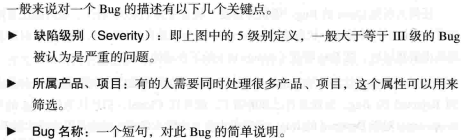 一般来说对一个 Bug 的描述有以下几个关键点。
▶ 缺陷级别（Severity）：即上图中的 5 级别定义，一般大于等于 III 级的 Bug
被认为是严重的问题。
▶ 所属产品、项目：有的人需要同时处理很多产品、项目，这个属性可以用来
筛选。
▶ Bug 名称：一个短句，对此 Bug 的简单说明。